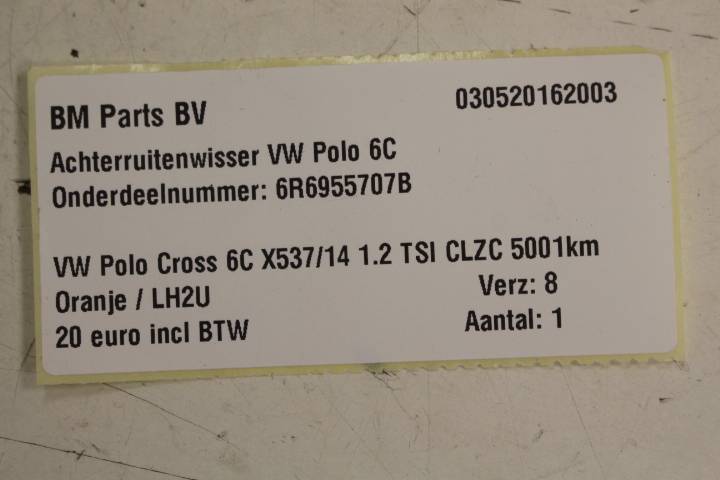 BM Parts BV 030520162003
Achterruitenwisser VW Polo 6C
Onderdeelnummer: 6R6955707B
VW Polo Cross 6C X537/14 1.2 TSI CLZC 5001km
Oranje / LH2U Verz: 8
20 euro incl BTW Aantal: 1